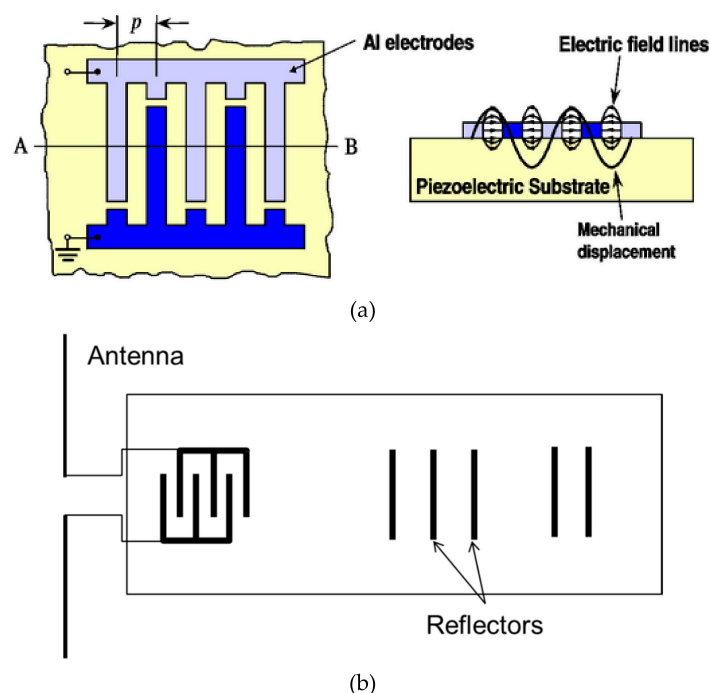 p
Al electrodes
A
B
Electric field lines
Piezoelectric Substrate
Mechanical
displacement
(a)
Antenna
Reflectors
(b)